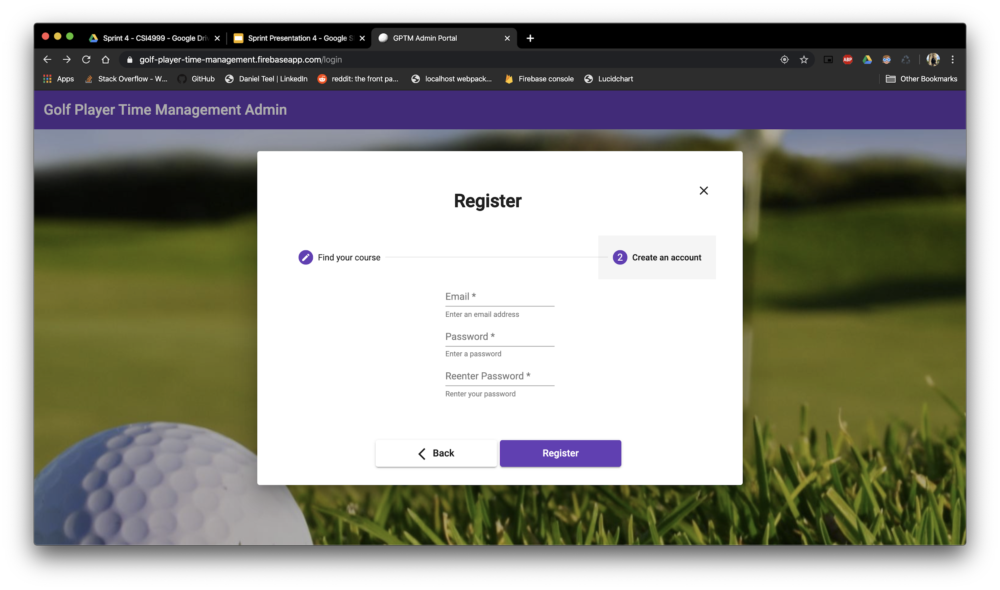 Sprint 4 - CSI4999 - Google Driv
Sprint Presentation 4 - Google S
GPTM Admin Portal
golf-player-time-management.firebaseapp.com/login
ABP
Apps
Stack Overflow - W...
GitHub
Daniel Teel | LinkedIn
reddit: the front pa...
localhost webpack...
Firebase console
Lucidchart
Other Bookmarks
Golf Player Time Management Admin
Register
Find your course
2 Create an account
Email *
Enter an email address
Password *
Enter a password
Reenter Password *
Renter your password
Back
Register